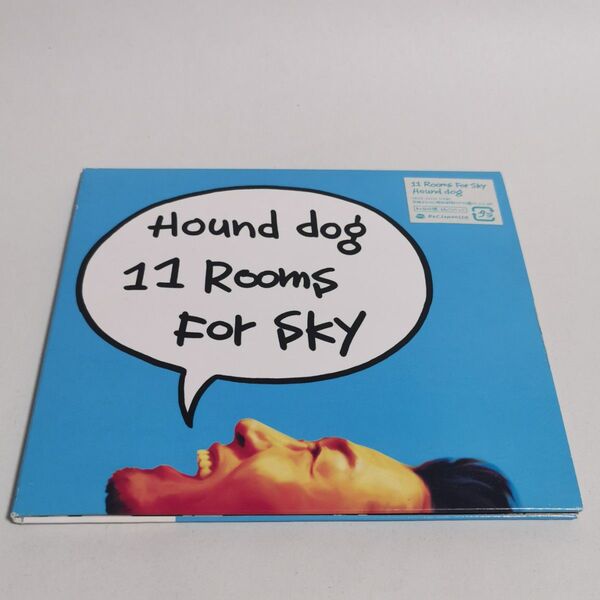 Hound dog
11 Rooms
For Sky
11 Rooms For Sky
Hound dog